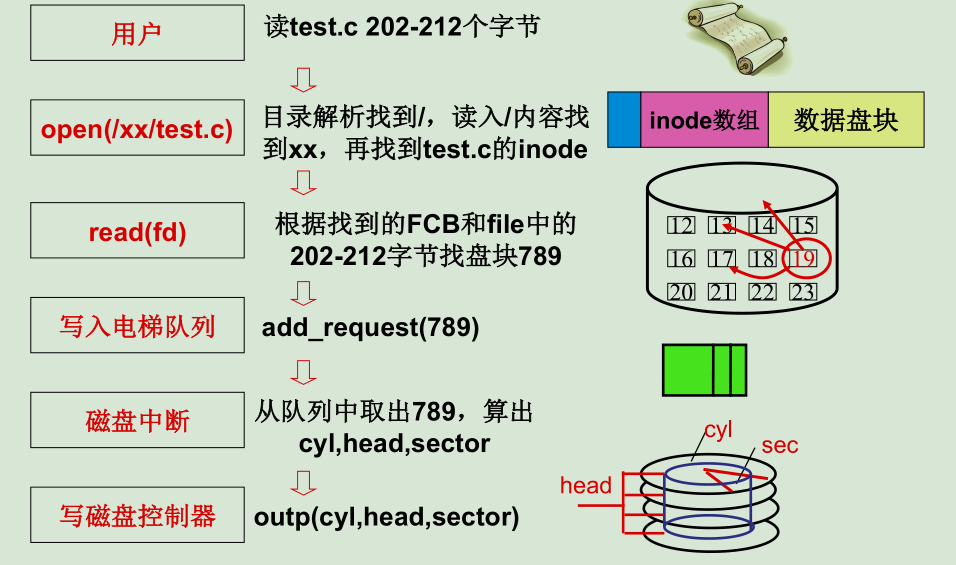 用户
读test.c 202-212个字节
open(/xx/test.c)
目录解析找到/，读入/内容找
到xx，再找到test.c的inode
inode数组
数据盘块
read(fd)
根据找到的FCB和file中的
202-212字节找盘块789
12 13 14 15
16 17 18 19
20 21 22 23
写入电梯队列
add_request(789)
磁盘中断
从队列中取出789，算出
cyl,head,sector
cyl
sec
head
写磁盘控制器
outp(cyl,head,sector)